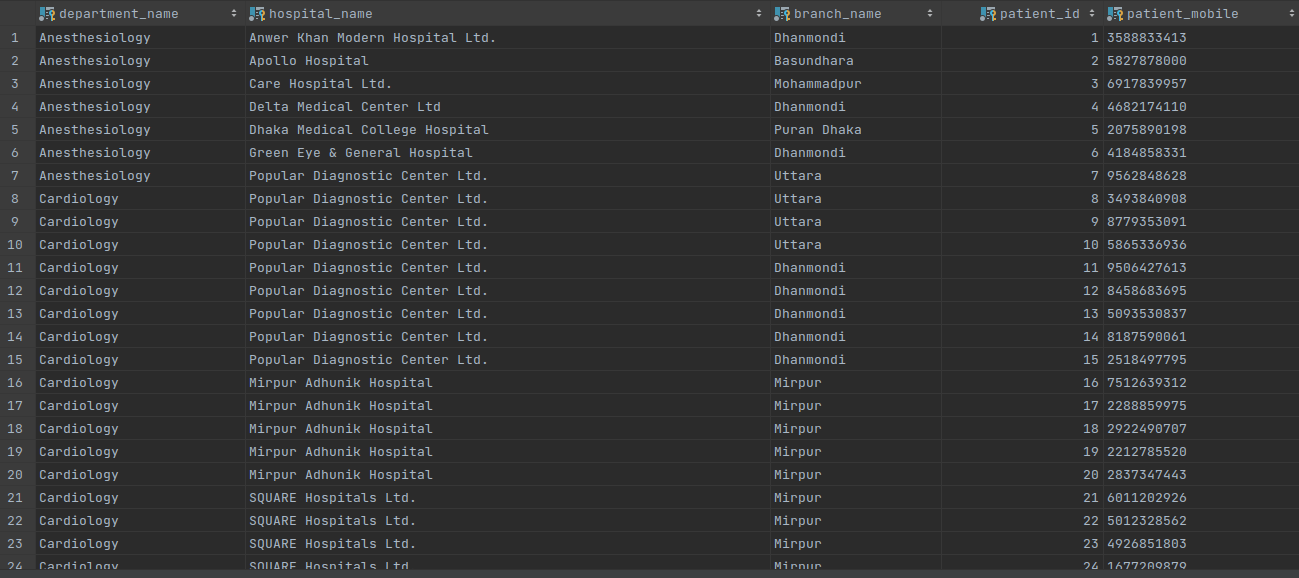 department_name hospital_name branch_name patient_id patient_mobile
1 Anesthesiology Anwer Khan Modern Hospital Ltd. Dhanmondi 1 3588833413
2 Anesthesiology Apollo Hospital Basundhara 2 5827878000
3 Anesthesiology Care Hospital Ltd. Mohammadpur 3 6917839957
4 Anesthesiology Delta Medical Center Ltd Dhanmondi 4 4682174110
5 Anesthesiology Dhaka Medical College Hospital Puran Dhaka 5 2075890198
6 Anesthesiology Green Eye & General Hospital Dhanmondi 6 4184858331
7 Anesthesiology Popular Diagnostic Center Ltd. Uttara 7 9562848628
8 Cardiology Popular Diagnostic Center Ltd. Uttara 8 3493840908
9 Cardiology Popular Diagnostic Center Ltd. Uttara 9 8779353091
10 Cardiology Popular Diagnostic Center Ltd. Uttara 10 5865336936
11 Cardiology Popular Diagnostic Center Ltd. Dhanmondi 11 9506427613
12 Cardiology Popular Diagnostic Center Ltd. Dhanmondi 12 8458683695
13 Cardiology Popular Diagnostic Center Ltd. Dhanmondi 13 5093530837
14 Cardiology Popular Diagnostic Center Ltd. Dhanmondi 14 8187590061
15 Cardiology Popular Diagnostic Center Ltd. Dhanmondi 15 2518497795
16 Cardiology Mirpur Adhunik Hospital Mirpur 16 7512639312
17 Cardiology Mirpur Adhunik Hospital Mirpur 17 2288859975
18 Cardiology Mirpur Adhunik Hospital Mirpur 18 2922490707
19 Cardiology Mirpur Adhunik Hospital Mirpur 19 2212785520
20 Cardiology Mirpur Adhunik Hospital Mirpur 20 2837347443
21 Cardiology SQUARE Hospitals Ltd. Mirpur 21 6011202926
22 Cardiology SQUARE Hospitals Ltd. Mirpur 22 5012328562
23 Cardiology SQUARE Hospitals Ltd. Mirpur 23 4926851803
24 Cardiology SQUARE Hospitals Ltd. Mirpur 24 1677209879